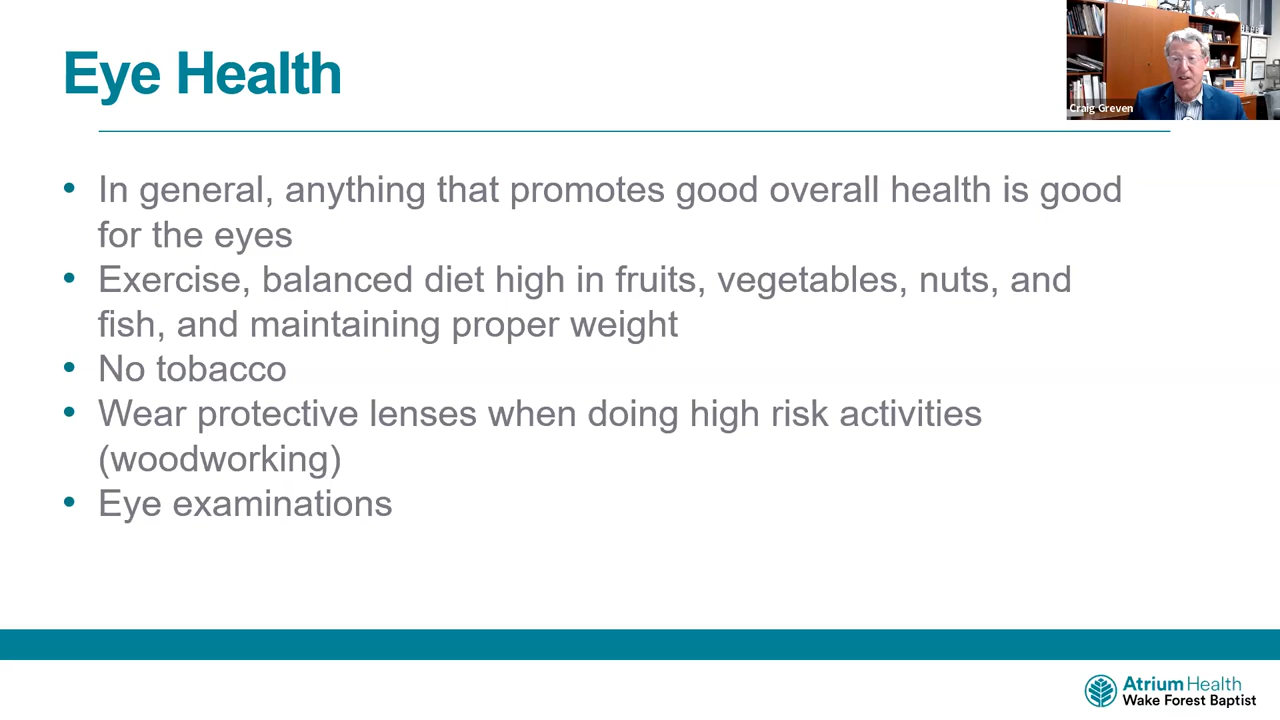 Eye Health
Craig Greven
• In general, anything that promotes good overall health is good
for the eyes
• Exercise, balanced diet high in fruits, vegetables, nuts, and
fish, and maintaining proper weight
• No tobacco
• Wear protective lenses when doing high risk activities
(woodworking)
• Eye examinations
Atrium Health
Wake Forest Baptist